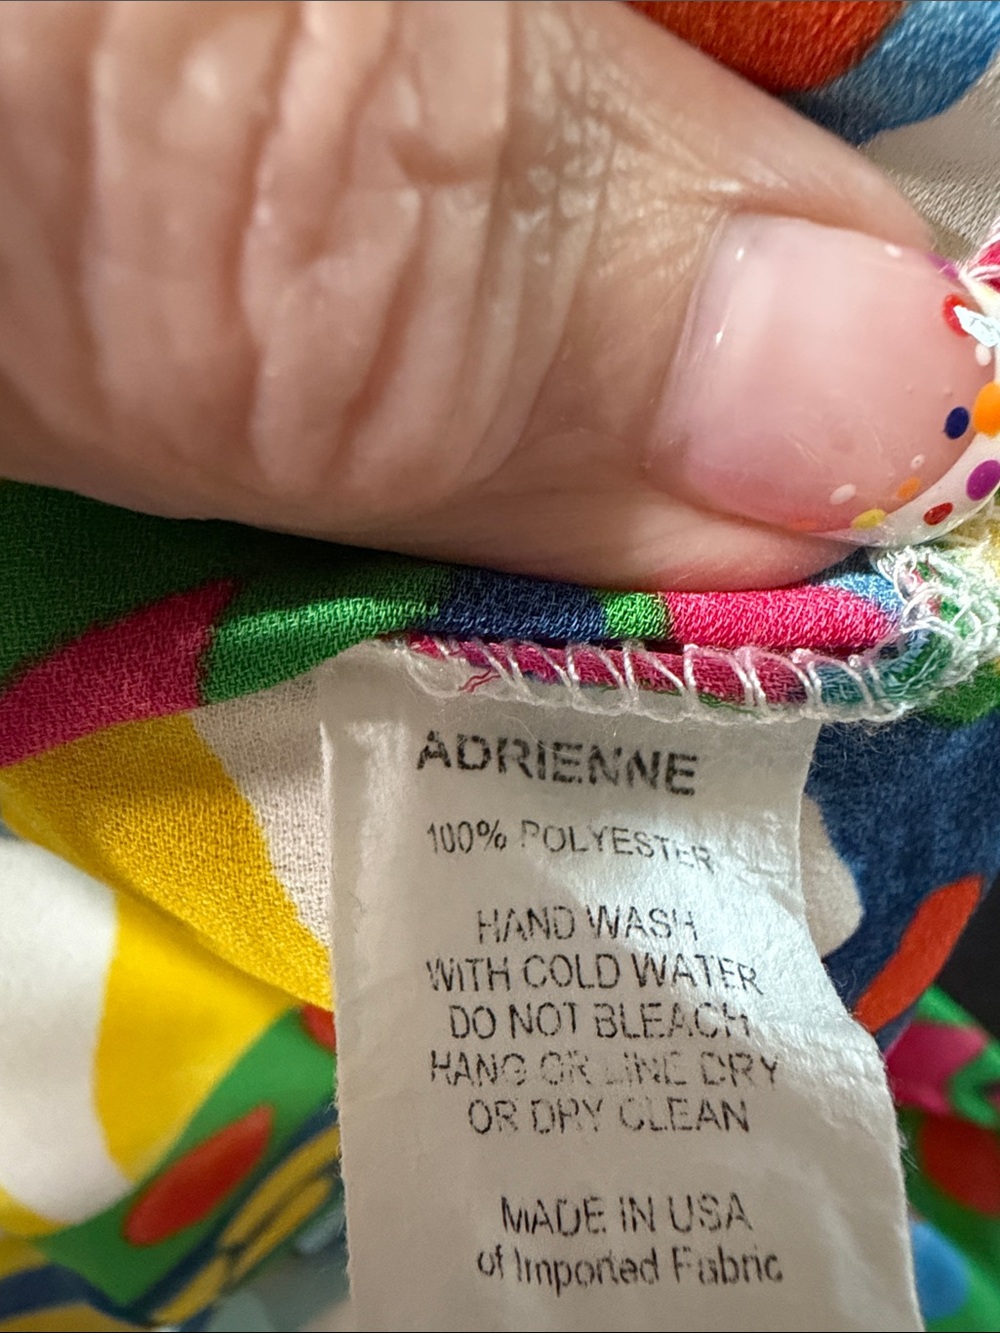 ADRIENNE
100% POLYESTER
HAND WASH
WITH COLD WATER
DO NOT BLEACH
HANG OR LINE DRY
OR DRY CLEAN
MADE IN USA
of Imported Fabric